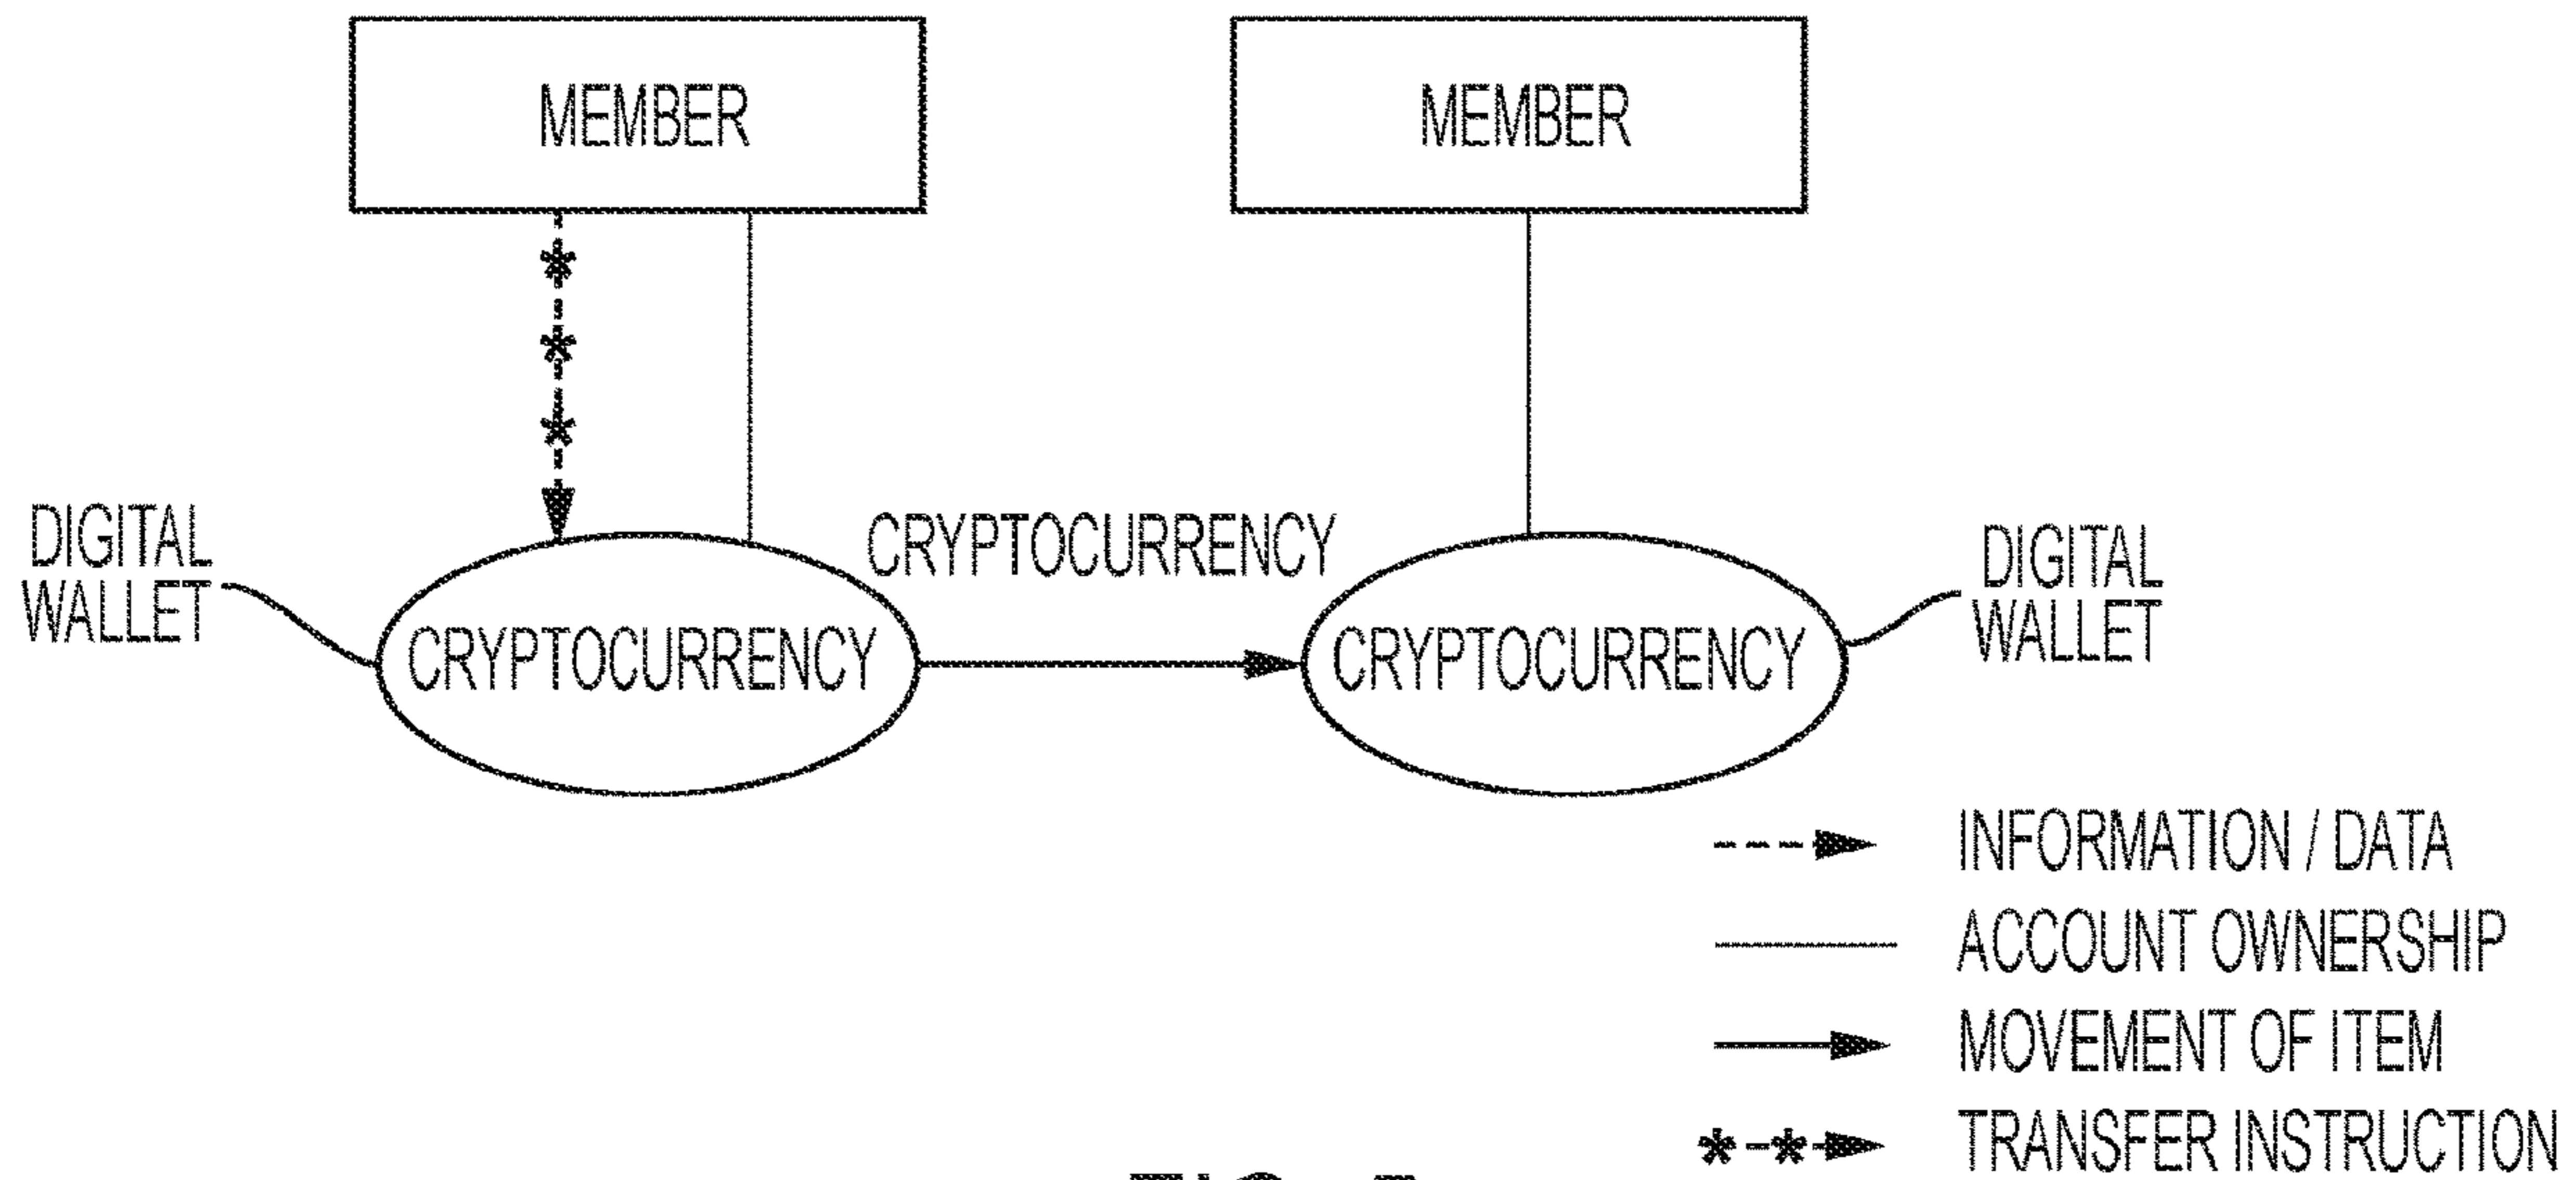 MEMBER
MEMBER
DIGITAL
WALLET
CRYPTOCURRENCY
CRYPTOCURRENCY
CRYPTOCURRENCY
DIGITAL
WALLET
INFORMATION / DATA
ACCOUNT OWNERSHIP
MOVEMENT OF ITEM
TRANSFER INSTRUCTION